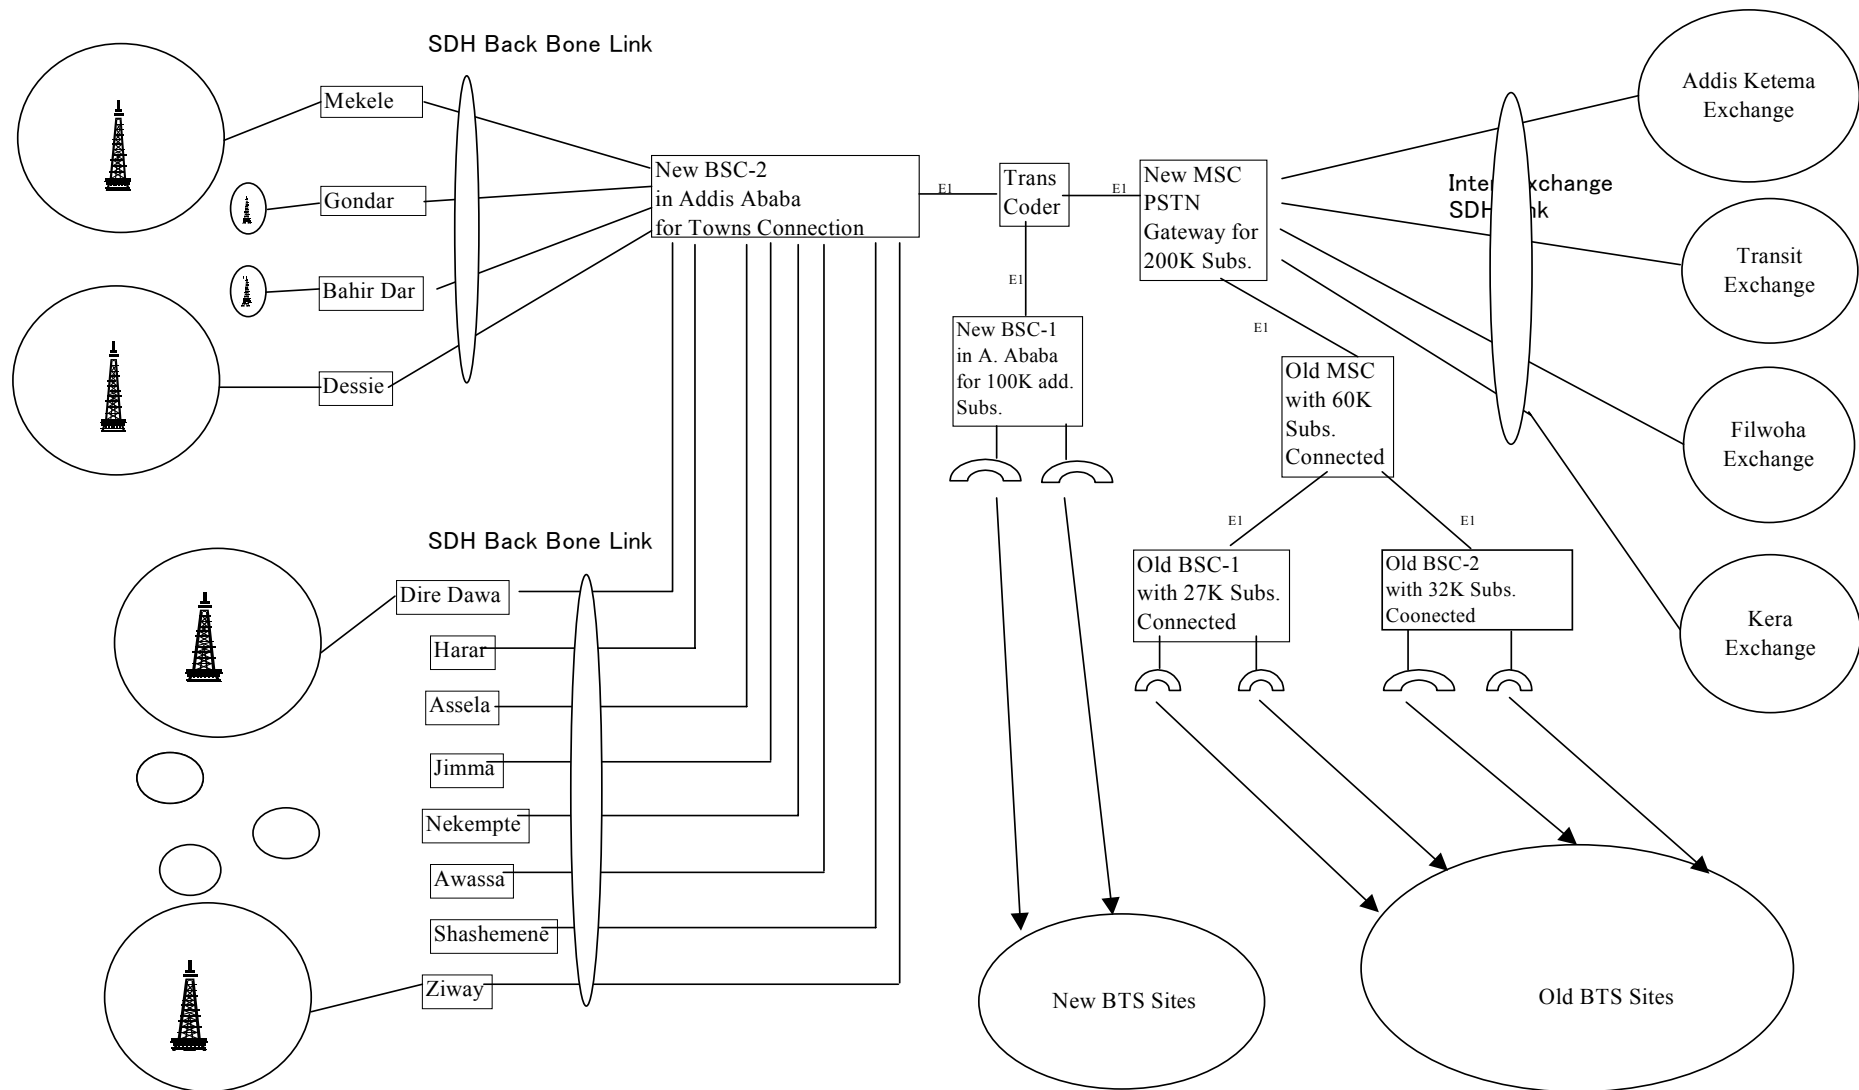 SDH Back Bone Link
Mekele
Gondar
Bahir Dar
Dessie
New BSC-2
in Addis Ababa
for Towns Connection
E1
Trans
Coder
E1
New MSC
PSTN
Gateway for
200K Subs.
Addis Ketema
Exchange
Transit
Exchange
Filwoha
Exchange
Kera
Exchange
E1
New BSC-1
in A. Ababa
for 100K add.
Subs.
E1
Old MSC
with 60K
Subs.
Connected
E1
E1
Old BSC-1
with 27K Subs.
Connected
Old BSC-2
with 32K Subs.
Coonected
SDH Back Bone Link
Dire Dawa
Harar
Assela
Jimma
Nekempte
Awassa
Shashemene
Ziway
New BTS Sites
Old BTS Sites
SDH